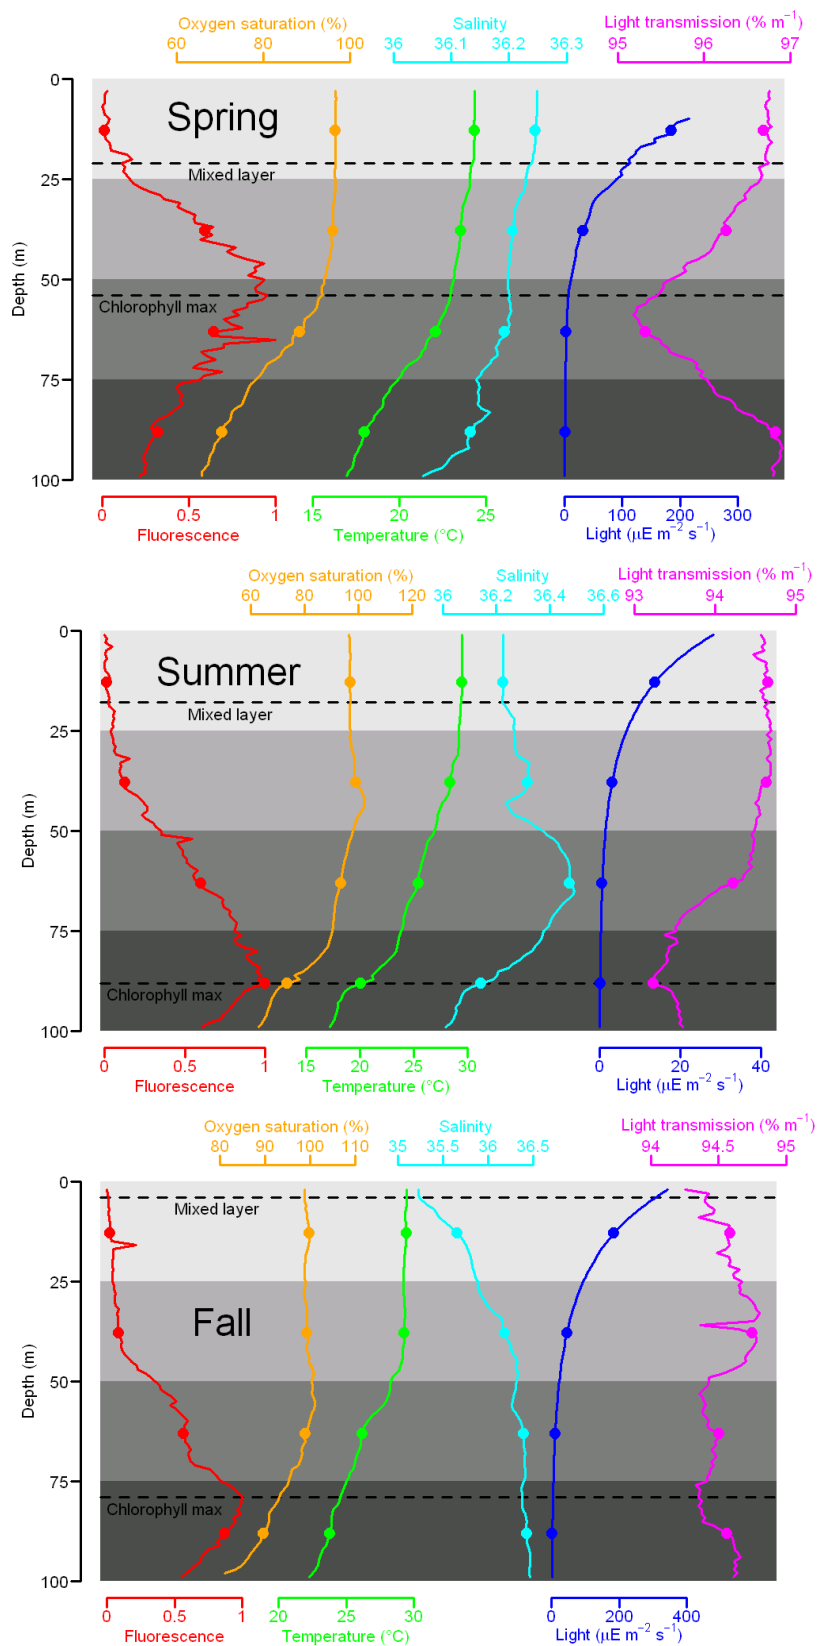 Oxygen saturation (%) Salinity Light transmission (% m⁻¹)
60 80 100 36 36.1 36.2 36.3 95 96 97
0
Spring
Mixed layer
25
Depth (m)
50
Chlorophyll max
75
100
0 0.5 1 15 20 25 0 100 200 300
Fluorescence Temperature (°C) Light (µE m⁻² s⁻¹)
Oxygen saturation (%) Salinity Light transmission (% m⁻¹)
60 80 100 120 36 36.2 36.4 36.6 93 94 95
0
Summer
Mixed layer
25
Depth (m)
50
75
Chlorophyll max
100
0 0.5 1 15 20 25 30 0 20 40
Fluorescence Temperature (°C) Light (µE m⁻² s⁻¹)
Oxygen saturation (%) Salinity Light transmission (% m⁻¹)
80 90 100 110 35 35.5 36 36.5 94 94.5 95
0
Mixed layer
25
Fall
Depth (m)
50
75
Chlorophyll max
100
0 0.5 1 20 25 30 0 200 400
Fluorescence Temperature (°C) Light (µE m⁻² s⁻¹)